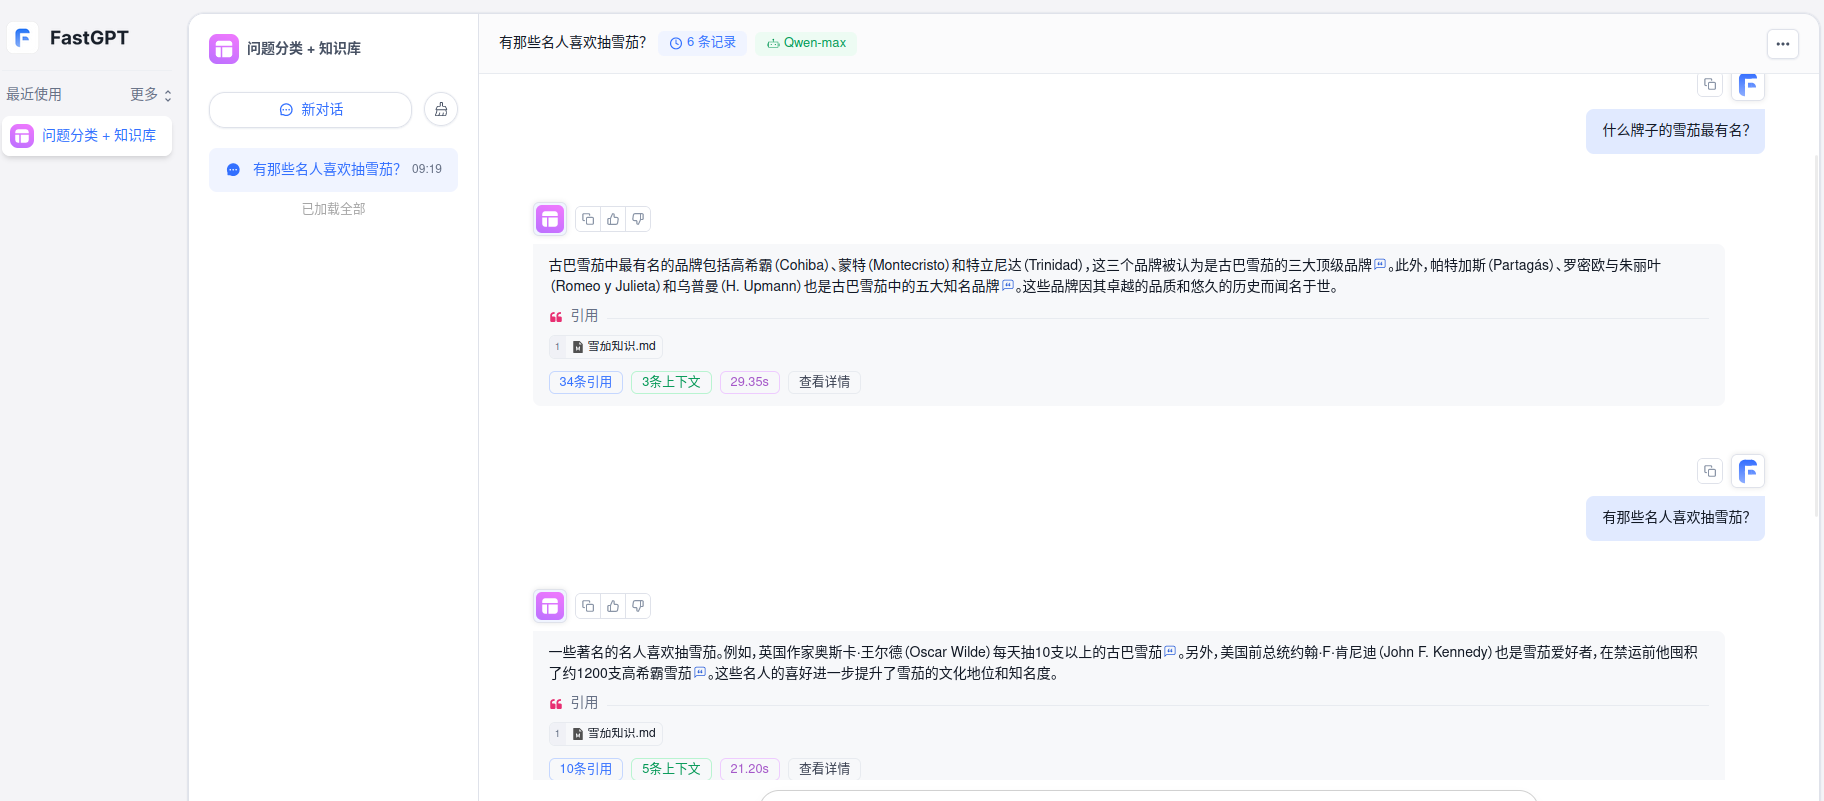 FastGPT
最近使用 更多
问题分类 + 知识库
问题分类 + 知识库
新对话
有那些名人喜欢抽雪茄? 09:19
已加载全部
有那些名人喜欢抽雪茄? 6 条记录 Qwen-max
什么牌子的雪茄最有名?
古巴雪茄中最有名的品牌包括高希霸(Cohiba)、蒙特(Montecristo)和特立尼达(Trinidad),这三个品牌被认为是古巴雪茄的三大顶级品牌。此外,帕特加斯(Partagás)、罗密欧与朱丽叶
(Romeo y Julieta)和乌普曼(H. Upmann)也是古巴雪茄中的五大知名品牌。这些品牌因其卓越的品质和悠久的历史而闻名于世。
引用
1 雪茄知识.md
34条引用 3条上下文 29.35s 查看详情
有那些名人喜欢抽雪茄?
一些著名的名人喜欢抽雪茄。例如,英国作家奥斯卡·王尔德(Oscar Wilde)每天抽10支以上的古巴雪茄。另外,美国前总统约翰·F·肯尼迪(John F. Kennedy)也是雪茄爱好者,在禁运前他囤积
了约1200支高希霸雪茄。这些名人的喜好进一步提升了雪茄的文化地位和知名度。
引用
1 雪茄知识.md
10条引用 5条上下文 21.20s 查看详情